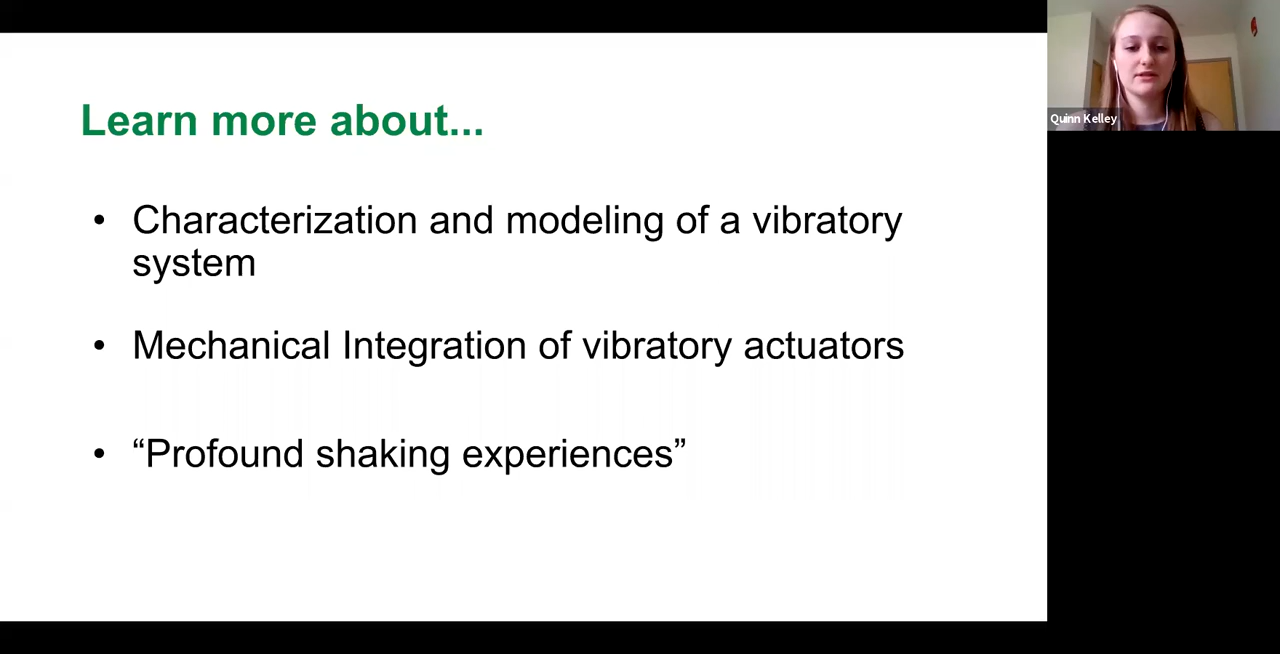 Learn more about...
• Characterization and modeling of a vibratory
system
• Mechanical Integration of vibratory actuators
• “Profound shaking experiences”
Quinn Kelley